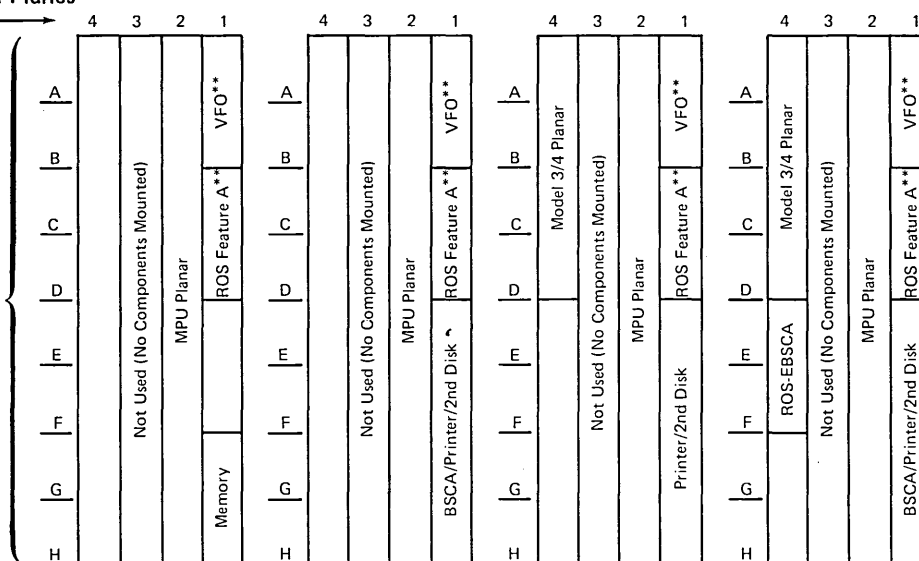 4 3 2 1 4 3 2 1 4 3 2 1 4 3 2 1
A
B
C
D
E
F
G
H
Not Used (No Components Mounted)
MPU Planar
VFO**
ROS Feature A**
Memory
A
B
C
D
E
F
G
H
Not Used (No Components Mounted)
MPU Planar
VFO**
ROS Feature A**
BSCA/Printer/2nd Disk
A
B
C
D
E
F
G
H
Model 3/4 Planar
Not Used (No Components Mounted)
MPU Planar
VFO**
ROS Feature A**
Printer/2nd Disk
A
B
C
D
E
F
G
H
Model 3/4 Planar
ROS-EBSCA
Not Used (No Components Mounted)
MPU Planar
VFO**
ROS Feature A**
BSCA/Printer/2nd Disk